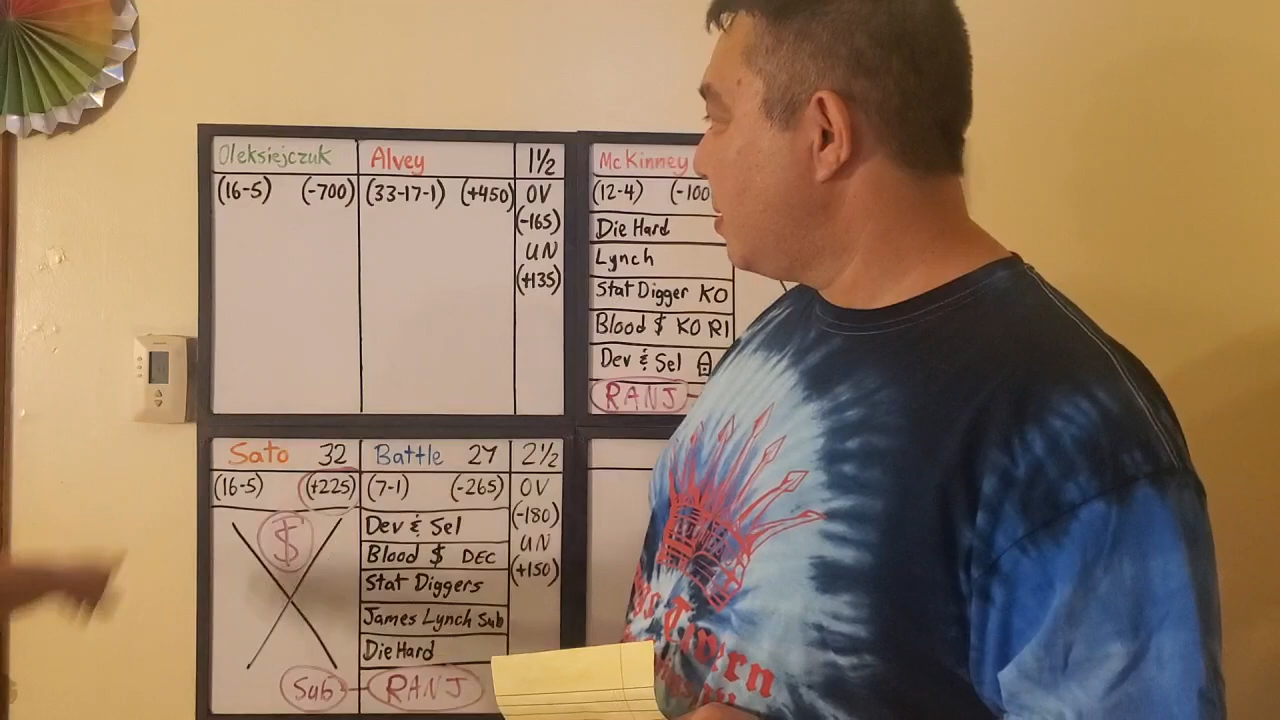 Oleksiejczuk Alvey 1½
(16-5) (-700) (33-17-1) (+450) OV
(-165)
UN
(+135)
McKinney
(12-4) (-100
Die Hard
Lynch
Stat Digger KO
Blood $ KO R1
Dev & Sel
RANJ
Sato 32 Battle 27 2½
(16-5) (+225) (7-1) (-265) OV
$ Dev & Sel (-180)
Blood $ DEC UN
Stat Diggers (+150)
James Lynch Sub
Die Hard
Sub RANJ